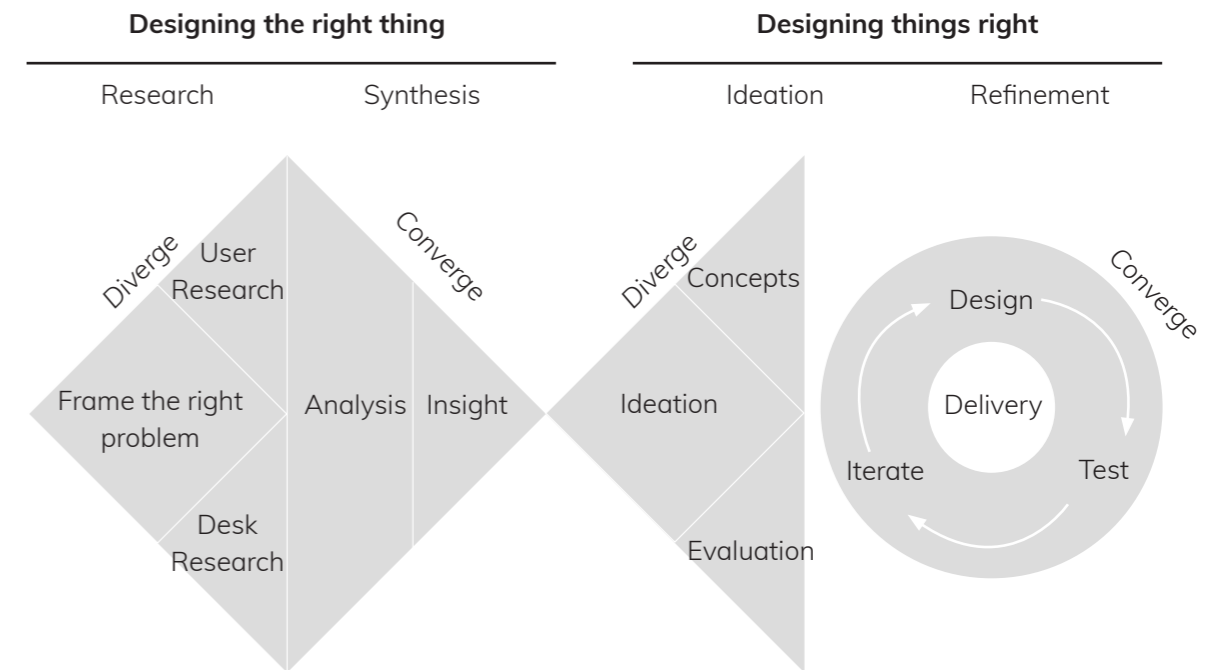 Designing the right thing
Designing things right
Research
Synthesis
Ideation
Refinement
Diverge
User
Research
Converge
Frame the right
problem
Analysis
Insight
Desk
Research
Diverge
Concepts
Ideation
Evaluation
Converge
Design
Delivery
Iterate
Test